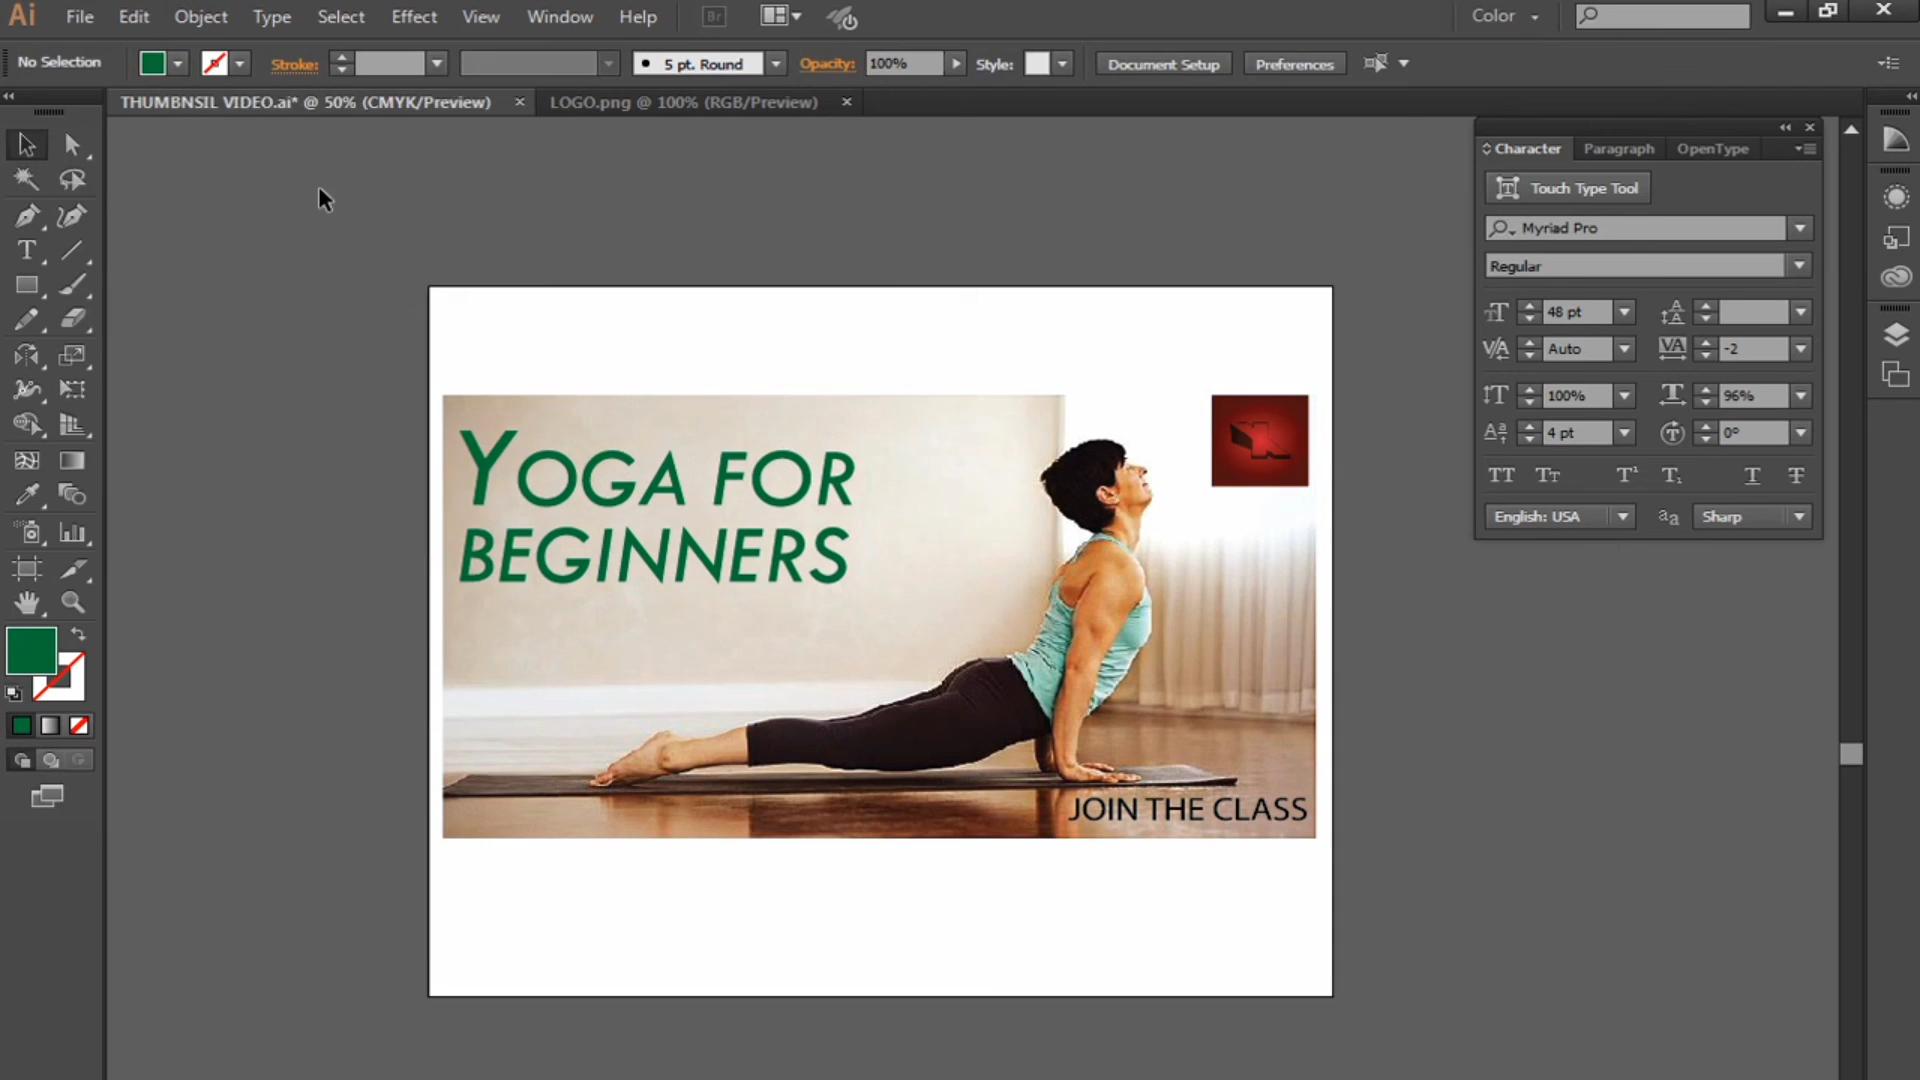 Ai File Edit Object Type Select Effect View Window Help Br Color
No Selection Stroke: 5 pt. Round Opacity: 100% Style: Document Setup Preferences
THUMBNSIL VIDEO.ai* @ 50% (CMYK/Preview) × LOGO.png @ 100% (RGB/Preview) ×
Character Paragraph OpenType
Touch Type Tool
Myriad Pro
Regular
48 pt
Auto -2
100% 96%
4 pt 0°
English: USA Sharp
YOGA FOR
BEGINNERS
JOIN THE CLASS